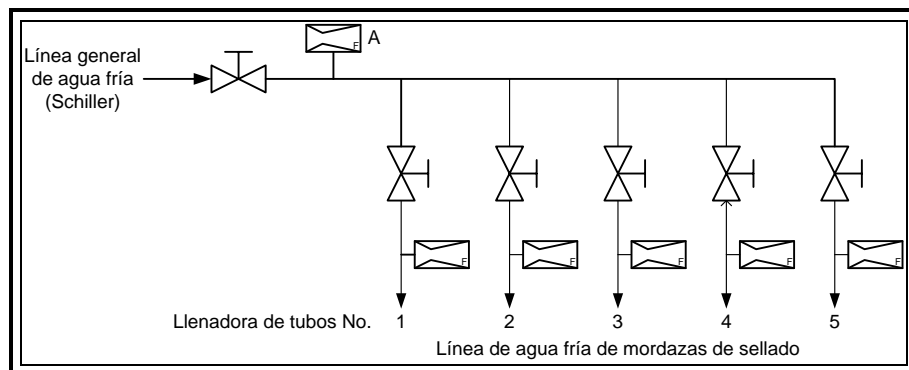 Línea general
de agua fría
(Schiller)
F
A
F
F
F
F
F
Llenadora de tubos No. 1 2 3 4 5
Línea de agua fría de mordazas de sellado